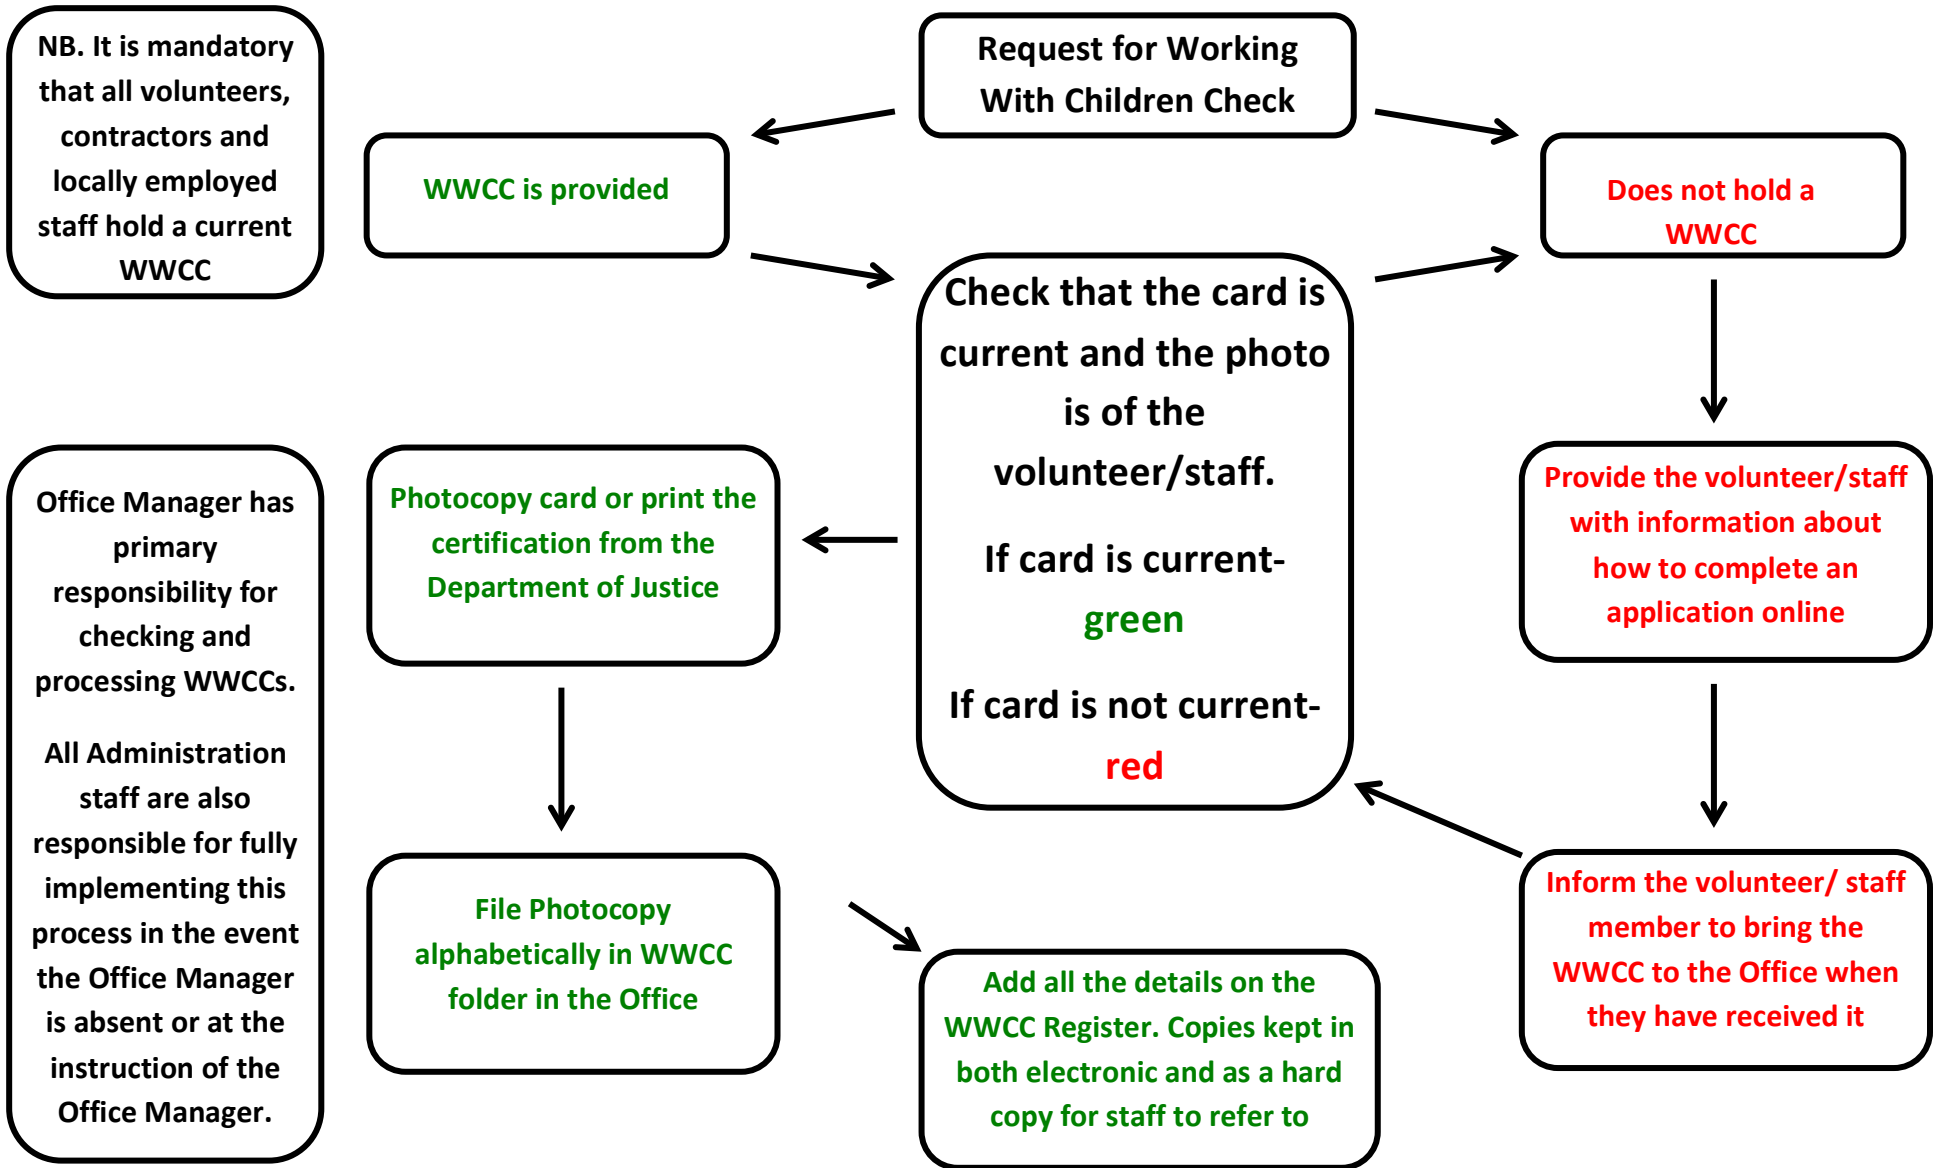 NB. It is mandatory
that all volunteers,
contractors and
locally employed
staff hold a current
WWCC
Request for Working
With Children Check
WWCC is provided
Does not hold a
WWCC
Check that the card is
current and the photo
is of the
volunteer/staff.
If card is current-
green
If card is not current-
red
Office Manager has
primary
responsibility for
checking and
processing WWCCs.
All Administration
staff are also
responsible for fully
implementing this
process in the event
the Office Manager
is absent or at the
instruction of the
Office Manager.
Photocopy card or print the
certification from the
Department of Justice
Provide the volunteer/staff
with information about
how to complete an
application online
File Photocopy
alphabetically in WWCC
folder in the Office
Add all the details on the
WWCC Register. Copies kept in
both electronic and as a hard
copy for staff to refer to
Inform the volunteer/ staff
member to bring the
WWCC to the Office when
they have received it